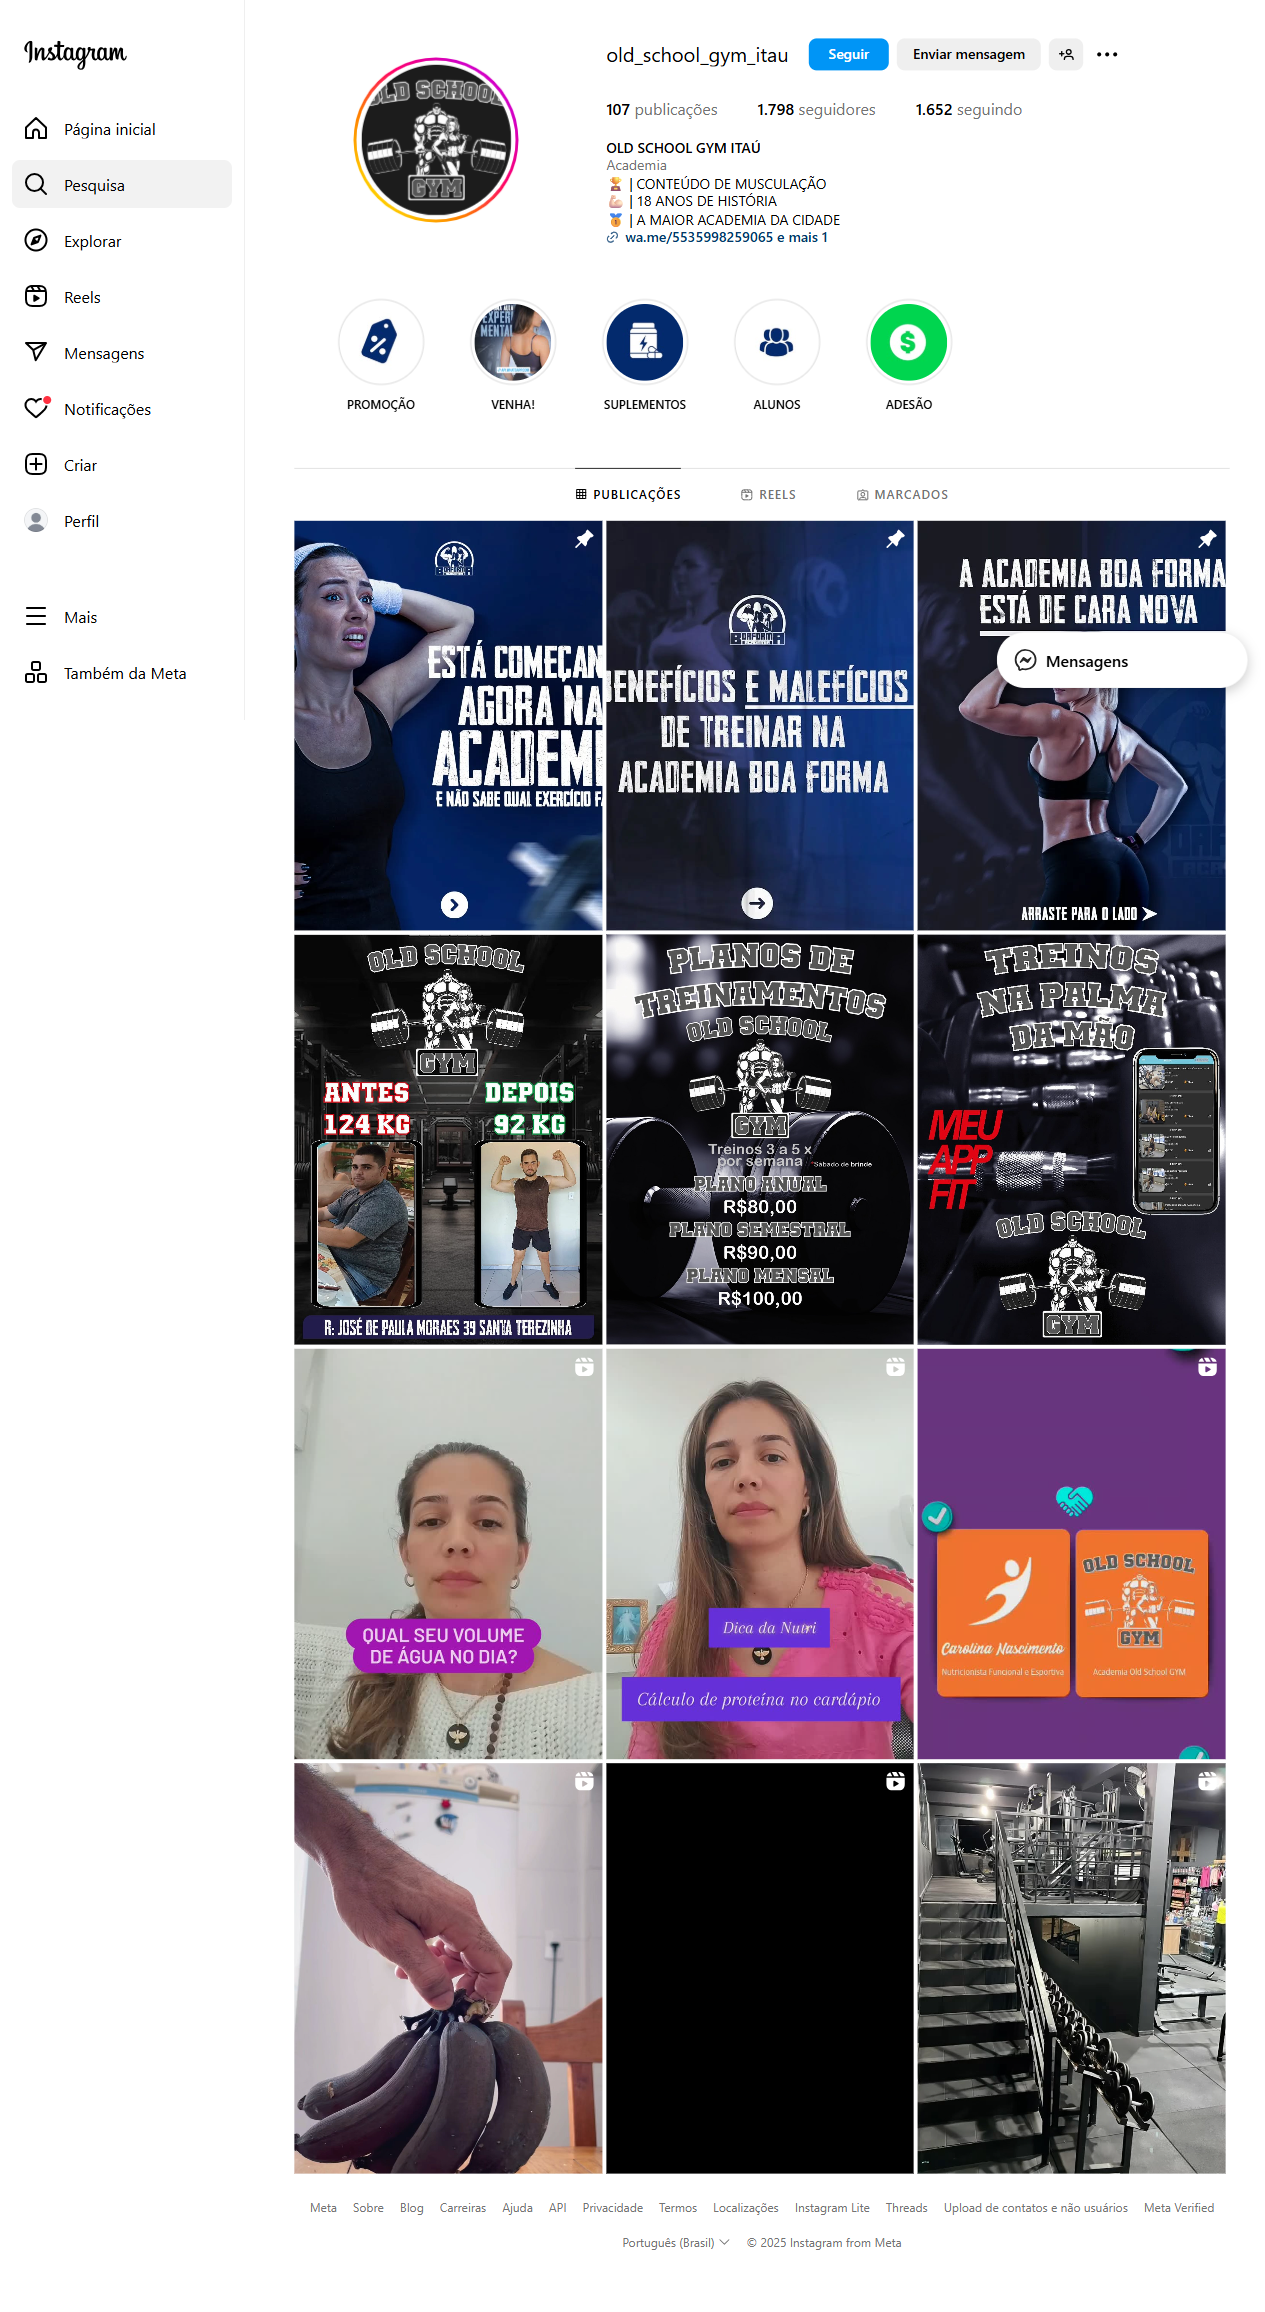 Instagram
Página inicial
Pesquisa
Explorar
Reels
Mensagens
Notificações
Criar
Perfil
Mais
Também da Meta
OLD SCHOOL
GYM
old_school_gym_itau
Seguir
Enviar mensagem
107 publicações
1.798 seguidores
1.652 seguindo
OLD SCHOOL GYM ITAÚ
Academia
| CONTEÚDO DE MUSCULAÇÃO
| 18 ANOS DE HISTÓRIA
| A MAIOR ACADEMIA DA CIDADE
wa.me/5535998259065 e mais 1
EXPER
MENTAL
PROMOÇÃO
VENHA!
SUPLEMENTOS
ALUNOS
ADESÃO
PUBLICAÇÕES
REELS
MARCADOS
ESTÁ COMEÇAN
AGORA NA
ACADEMI
E NÃO SABE QUAL EXERCÍCIO FA
BENEFÍCIOS E MALEFÍCIOS
DE TREINAR NA
ACADEMIA BOA FORMA
A ACADEMIA BOA FORMA
ESTÁ DE CARA NOVA
Mensagens
ARRASTE PARA O LADO
OLD SCHOOL
GYM
ANTES
124 KG
DEPOIS
92 KG
R: JOSÉ DE PAULA MORAES 39 SANTA TEREZINHA
PLANOS DE
TREINAMENTOS
OLD SCHOOL
GYM
Treinos 3 a 5 x
por semana
Sabado de brinde
PLANO ANUAL
R$80,00
PLANO SEMESTRAL
R$90,00
PLANO MENSAL
R$100,00
TREINOS
NA PALMA
DA MÃO
MEU
APP
FIT
OLD SCHOOL
GYM
QUAL SEU VOLUME
DE ÁGUA NO DIA?
Dica da Nutri
Cálculo de proteína no cardápio
Carolina Nascimento
Nutricionista Funcional e Esportiva
OLD SCHOOL
GYM
Academia Old School GYM
Meta
Sobre
Blog
Carreiras
Ajuda
API
Privacidade
Termos
Localizações
Instagram Lite
Threads
Upload de contatos e não usuários
Meta Verified
Português (Brasil)
© 2025 Instagram from Meta